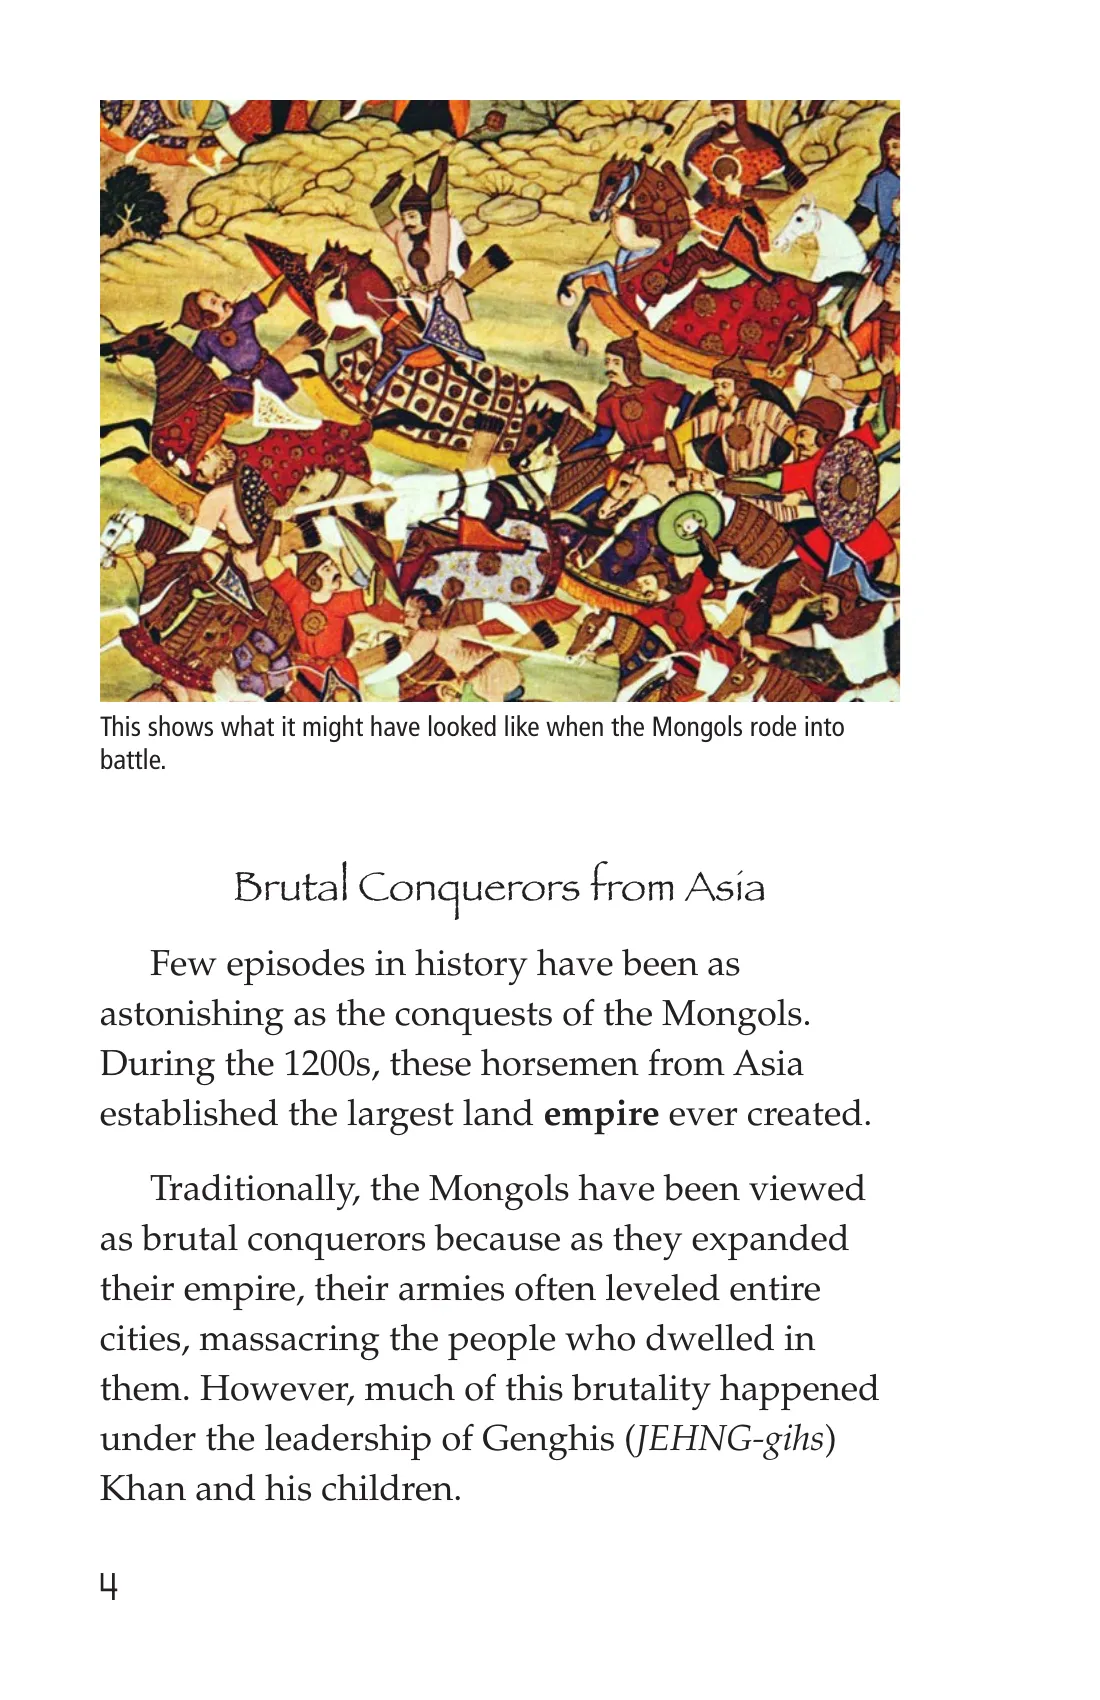 This shows what it might have looked like when the Mongols rode into
battle.
Brutal Conquerors from Asia
Few episodes in history have been as
astonishing as the conquests of the Mongols.
During the 1200s, these horsemen from Asia
established the largest land empire ever created.
Traditionally, the Mongols have been viewed
as brutal conquerors because as they expanded
their empire, their armies often leveled entire
cities, massacring the people who dwelled in
them. However, much of this brutality happened
under the leadership of Genghis (JEHNG-gihs)
Khan and his children.
4